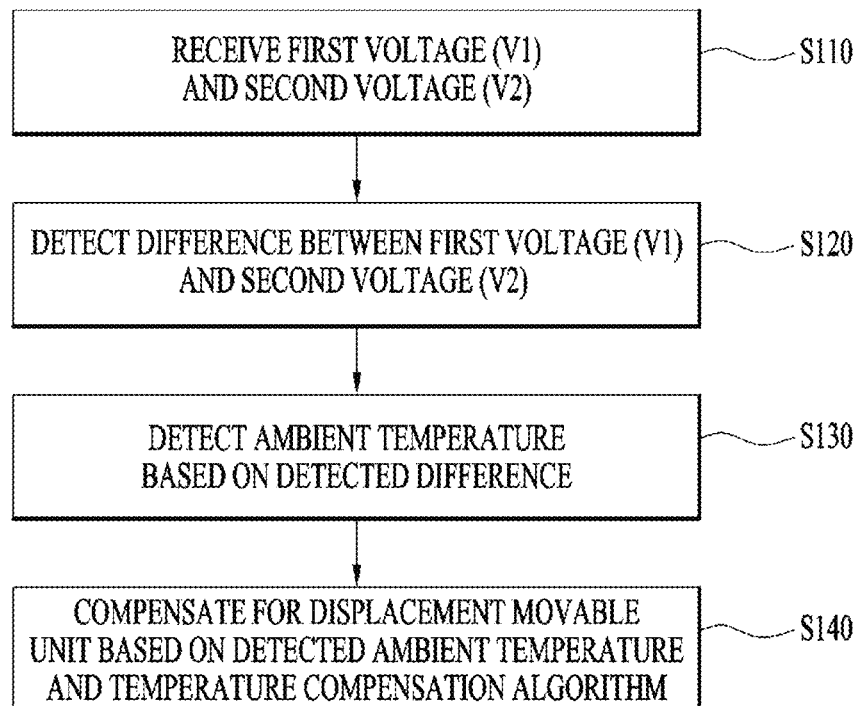 RECEIVE FIRST VOLTAGE (V1)
AND SECOND VOLTAGE (V2)
S110
DETECT DIFFERENCE BETWEEN FIRST VOLTAGE (V1)
AND SECOND VOLTAGE (V2)
S120
DETECT AMBIENT TEMPERATURE
BASED ON DETECTED DIFFERENCE
S130
COMPENSATE FOR DISPLACEMENT MOVABLE
UNIT BASED ON DETECTED AMBIENT TEMPERATURE
AND TEMPERATURE COMPENSATION ALGORITHM
S140